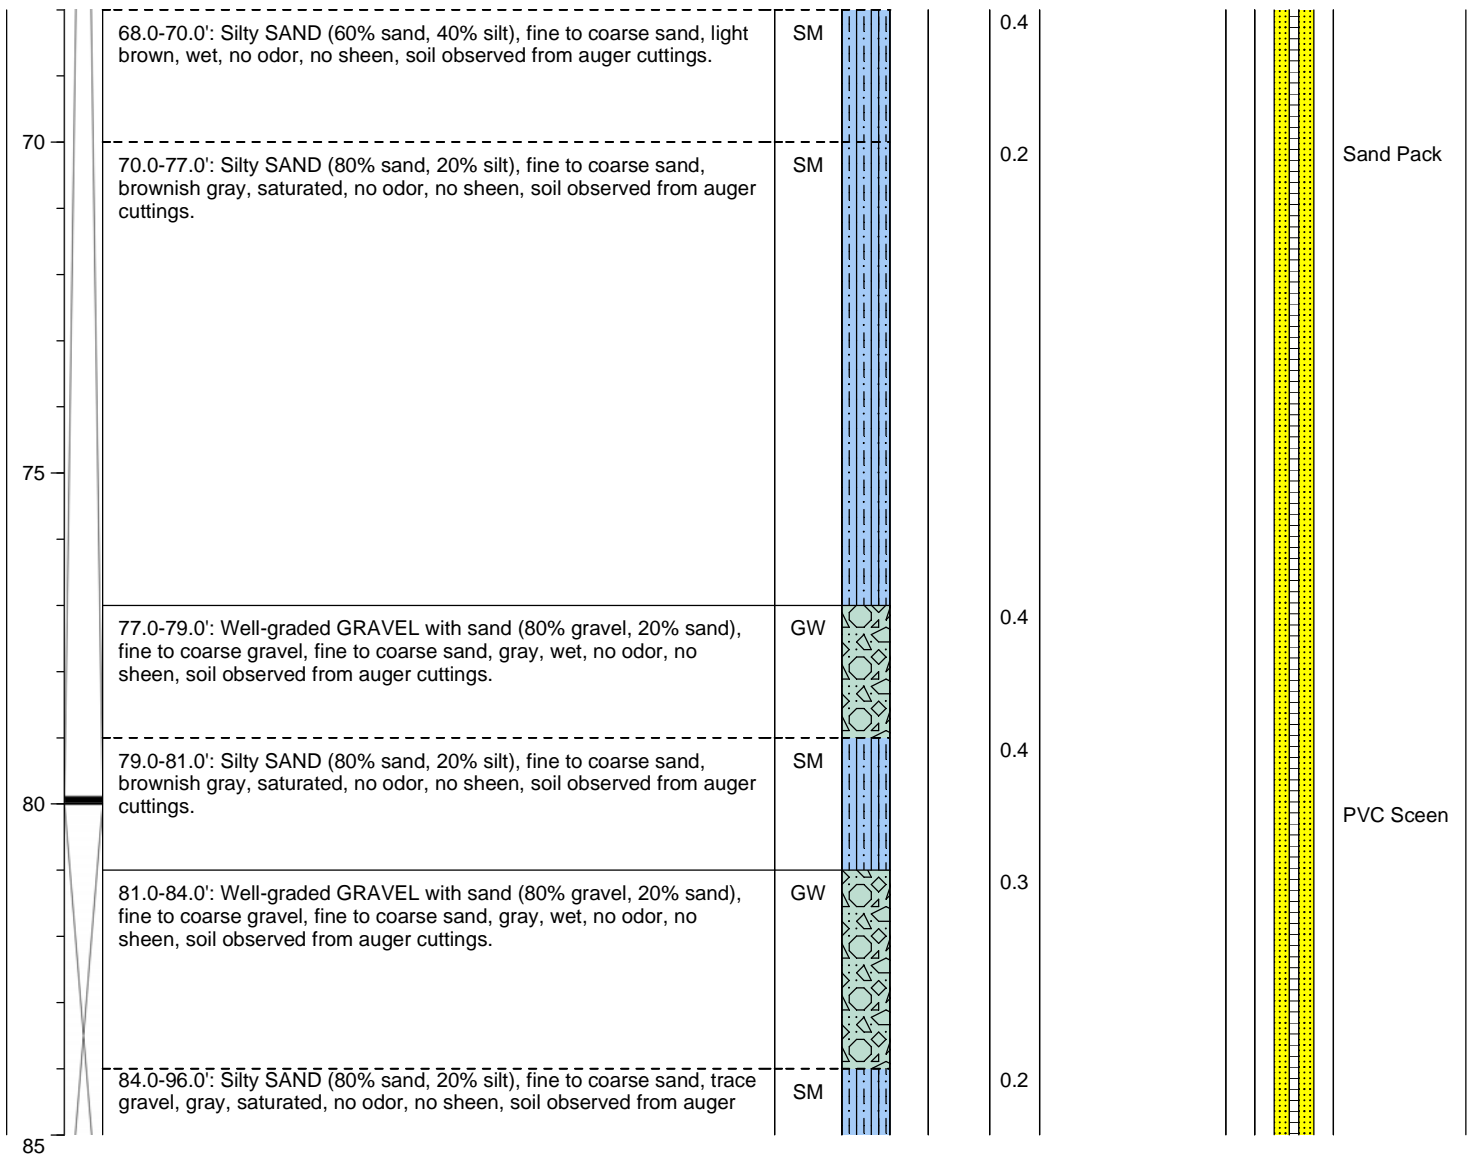 68.0-70.0': Silty SAND (60% sand, 40% silt), fine to coarse sand, light
brown, wet, no odor, no sheen, soil observed from auger cuttings.
SM
0.4
70
70.0-77.0': Silty SAND (80% sand, 20% silt), fine to coarse sand,
brownish gray, saturated, no odor, no sheen, soil observed from auger
cuttings.
SM
0.2
Sand Pack
75
77.0-79.0': Well-graded GRAVEL with sand (80% gravel, 20% sand),
fine to coarse gravel, fine to coarse sand, gray, wet, no odor, no
sheen, soil observed from auger cuttings.
GW
0.4
79.0-81.0': Silty SAND (80% sand, 20% silt), fine to coarse sand,
brownish gray, saturated, no odor, no sheen, soil observed from auger
cuttings.
SM
0.4
80
PVC Sceen
81.0-84.0': Well-graded GRAVEL with sand (80% gravel, 20% sand),
fine to coarse gravel, fine to coarse sand, gray, wet, no odor, no
sheen, soil observed from auger cuttings.
GW
0.3
84.0-96.0': Silty SAND (80% sand, 20% silt), fine to coarse sand, trace
gravel, gray, saturated, no odor, no sheen, soil observed from auger
SM
0.2
85